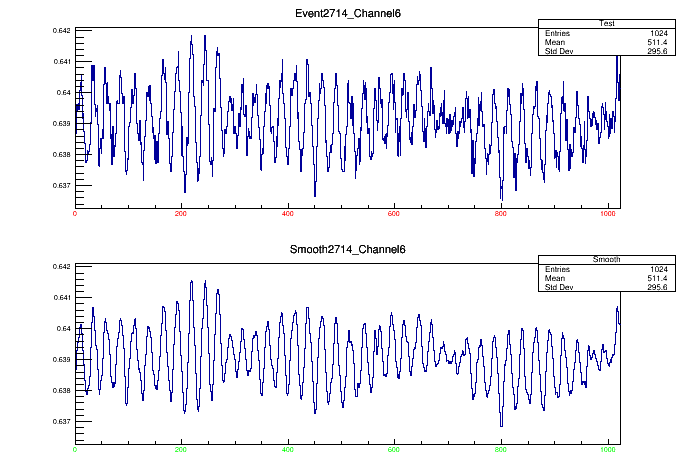 Event2714_Channel6
Test
Entries 1024
Mean 511.4
Std Dev 295.6
0.642
0.641
0.64
0.639
0.638
0.637
0 200 400 600 800 1000
Smooth2714_Channel6
Smooth
Entries 1024
Mean 511.4
Std Dev 295.6
0.642
0.641
0.64
0.639
0.638
0.637
0 200 400 600 800 1000